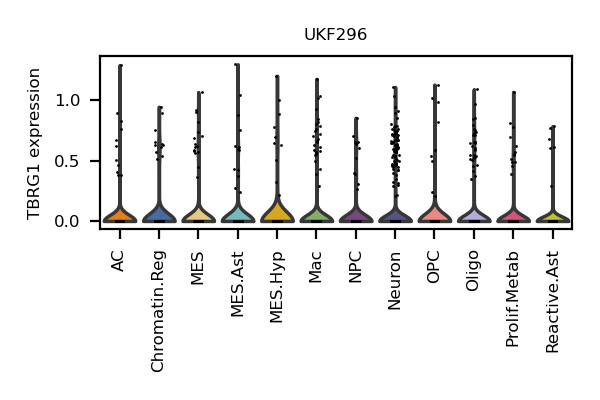 UKF296
TBRG1 expression
1.0
0.5
0.0
AC
Chromatin.Reg
MES
MES.Ast
MES.Hyp
Mac
NPC
Neuron
OPC
Oligo
Prolif.Metab
Reactive.Ast